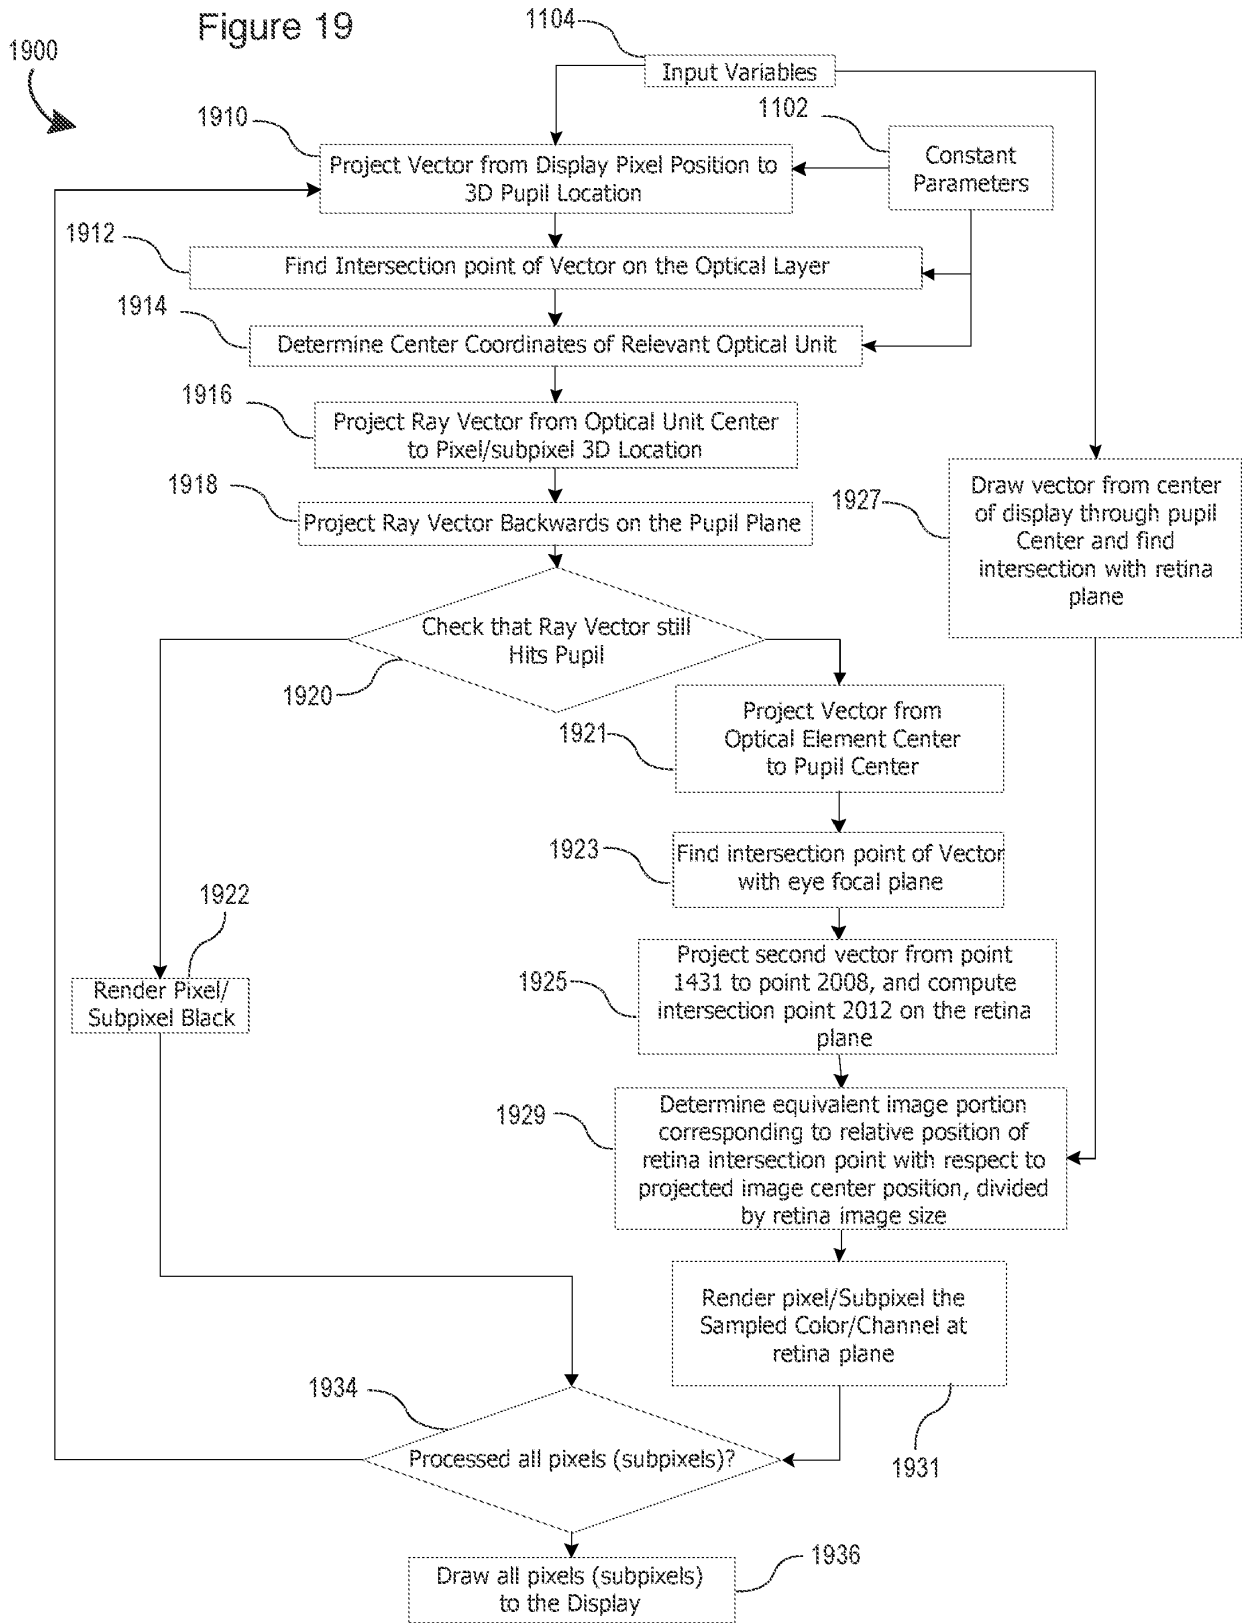 Figure 19
1900
1104
Input Variables
1102
Constant
Parameters
1910
Project Vector from Display Pixel Position to
3D Pupil Location
1912
Find Intersection point of Vector on the Optical Layer
1914
Determine Center Coordinates of Relevant Optical Unit
1916
Project Ray Vector from Optical Unit Center
to Pixel/subpixel 3D Location
1918
Project Ray Vector Backwards on the Pupil Plane
1927
Draw vector from center
of display through pupil
Center and find
intersection with retina
plane
Check that Ray Vector still
Hits Pupil
1920
1921
Project Vector from
Optical Element Center
to Pupil Center
1923
Find intersection point of Vector
with eye focal plane
1922
Render Pixel/
Subpixel Black
1925
Project second vector from point
1431 to point 2008, and compute
intersection point 2012 on the retina
plane
1929
Determine equivalent image portion
corresponding to relative position of
retina intersection point with respect to
projected image center position, divided
by retina image size
Render pixel/Subpixel the
Sampled Color/Channel at
retina plane
1931
1934
Processed all pixels (subpixels)?
1936
Draw all pixels (subpixels)
to the Display